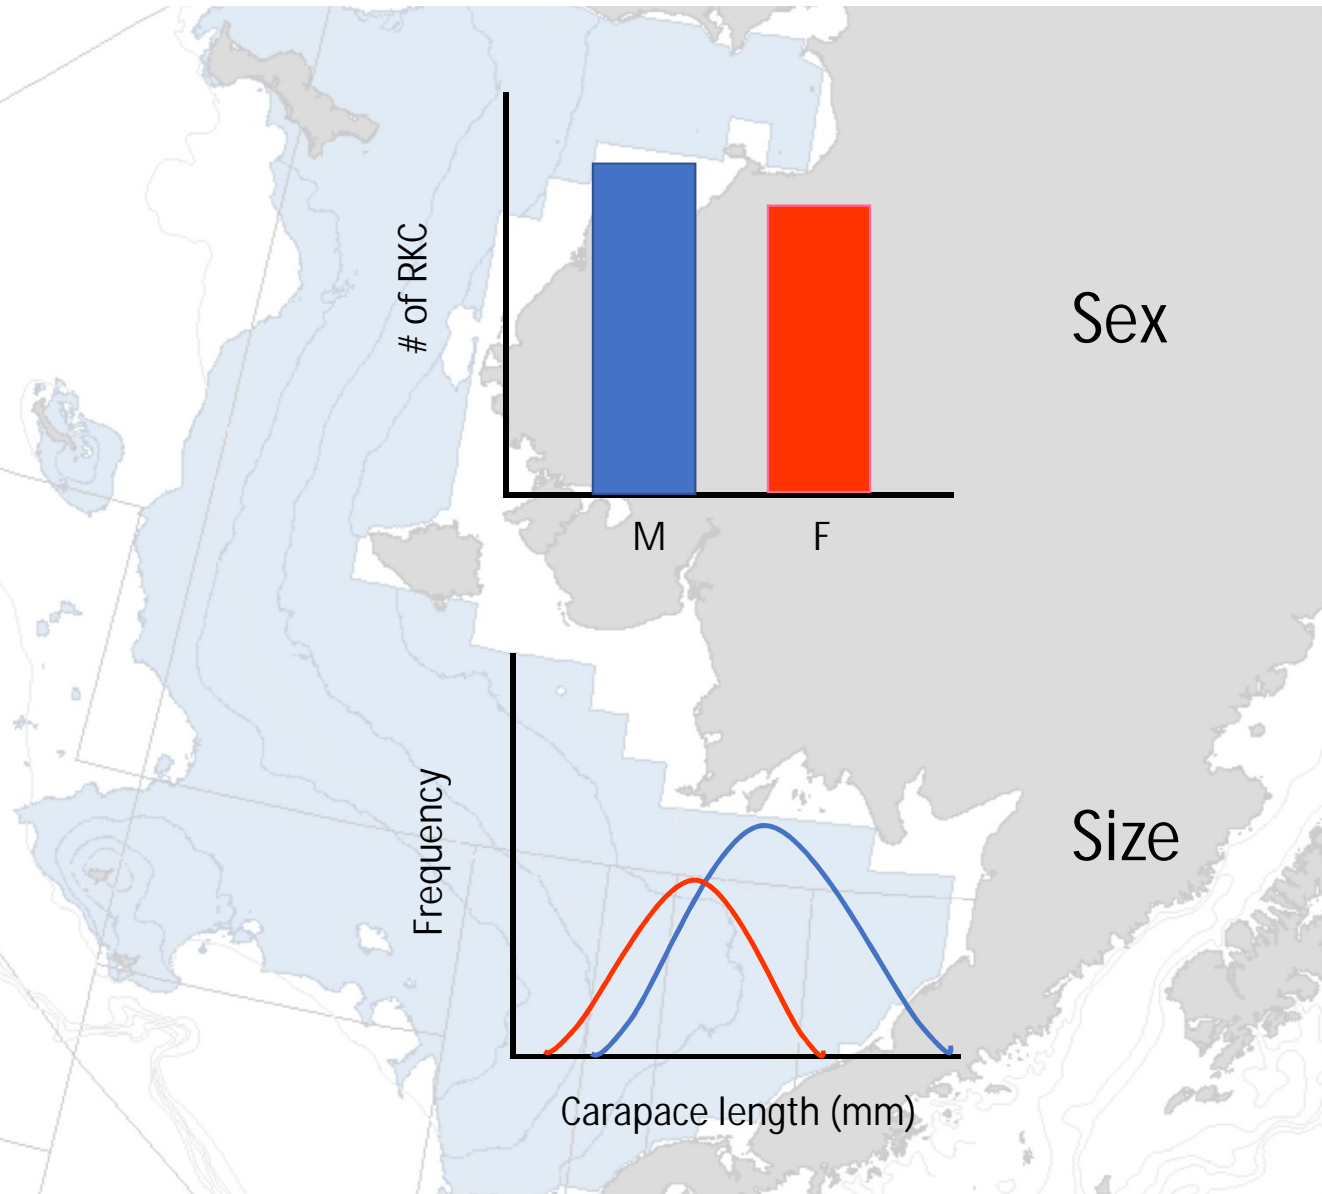 # of RKC
Sex
M
F
Frequency
Size
Carapace length (mm)